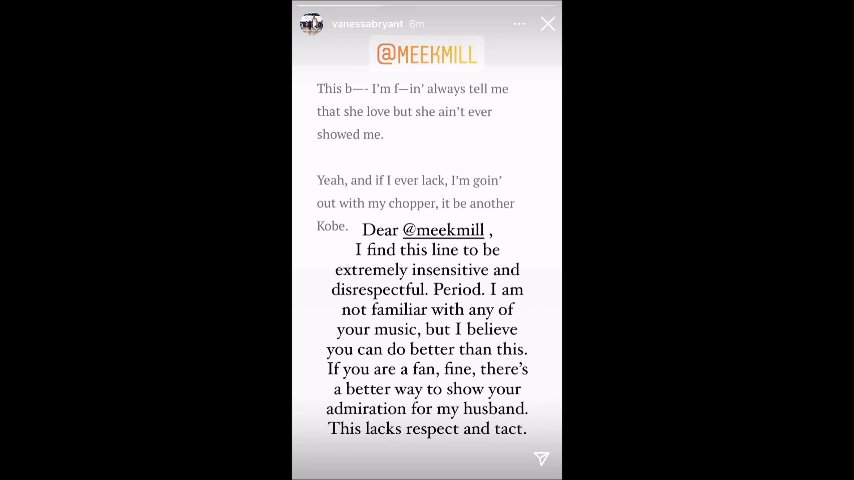 vanessabryant 6m
@MEEKMILL
This b—- I'm f—in' always tell me
that she love but she ain't ever
showed me.
Yeah, and if I ever lack, I'm goin'
out with my chopper, it be another
Kobe.
Dear @meekmill ,
I find this line to be
extremely insensitive and
disrespectful. Period. I am
not familiar with any of
your music, but I believe
you can do better than this.
If you are a fan, fine, there's
a better way to show your
admiration for my husband.
This lacks respect and tact.